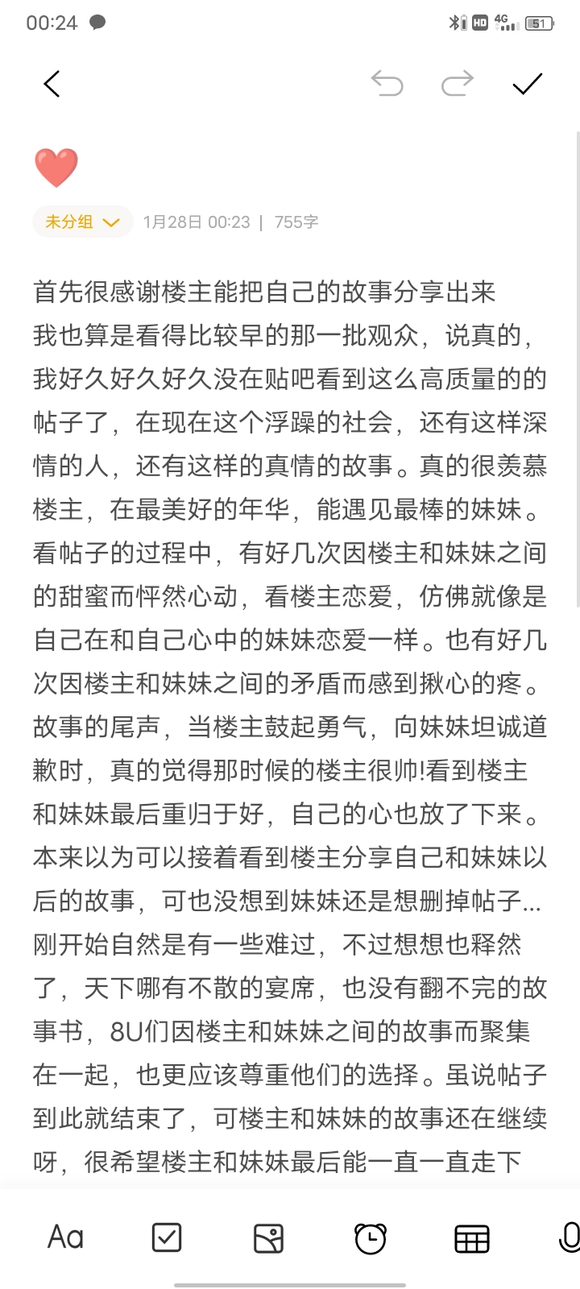 00:24
HD 4G 51
未分组
1月28日 00:23 | 755字
首先很感谢楼主能把自己的故事分享出来
我也算是看得比较早的那一批观众，说真的，
我好久好久好久没在贴吧看到这么高质量的的
帖子了，在现在这个浮躁的社会，还有这样深
情的人，还有这样的真情的故事。真的很羡慕
楼主，在最美好的年华，能遇见最棒的妹妹。
看帖子的过程中，有好几次因楼主和妹妹之间
的甜蜜而怦然心动，看楼主恋爱，仿佛就像是
自己在和自己心中的妹妹恋爱一样。也有好几
次因楼主和妹妹之间的矛盾而感到揪心的疼。
故事的尾声，当楼主鼓起勇气，向妹妹坦诚道
歉时，真的觉得那时候的楼主很帅!看到楼主
和妹妹最后重归于好，自己的心也放了下来。
本来以为可以接着看到楼主分享自己和妹妹以
后的故事，可也没想到妹妹还是想删掉帖子...
刚开始自然是有一些难过，不过想想也释然
了，天下哪有不散的宴席，也没有翻不完的故
事书，8U们因楼主和妹妹之间的故事而聚集
在一起，也更应该尊重他们的选择。虽说帖子
到此就结束了，可楼主和妹妹的故事还在继续
呀，很希望楼主和妹妹最后能一直一直走下
Aa